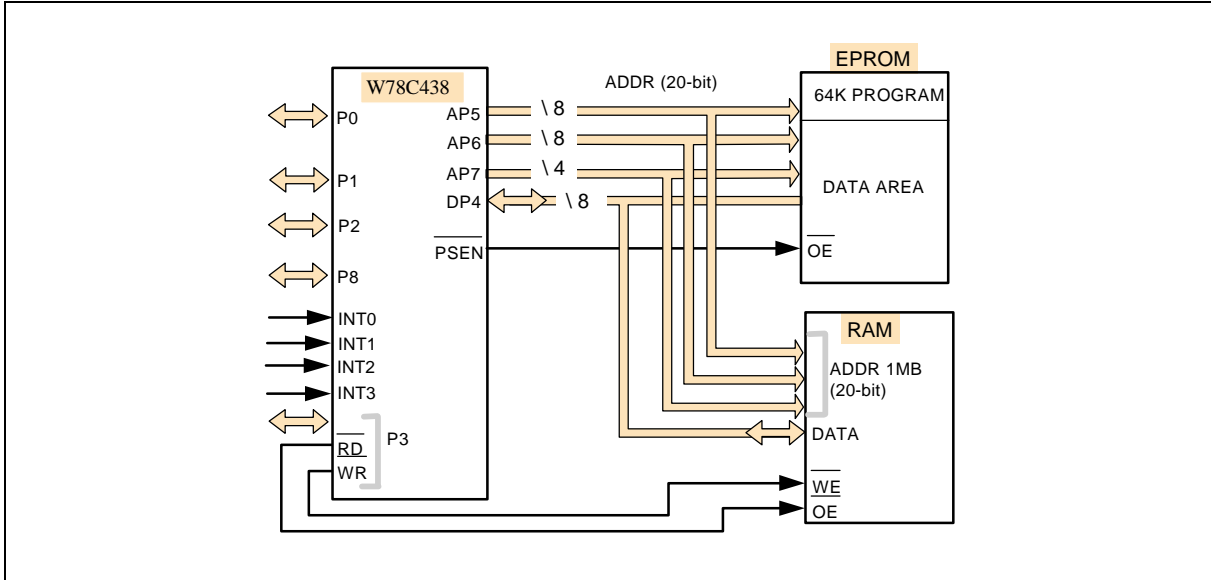 W78C438
P0
P1
P2
P8
INT0
INT1
INT2
INT3
P3
RD
WR
AP5
AP6
AP7
DP4
PSEN
\ 8
\ 8
\ 4
\ 8
ADDR (20-bit)
EPROM
64K PROGRAM
DATA AREA
OE
RAM
ADDR 1MB
(20-bit)
DATA
WE
OE